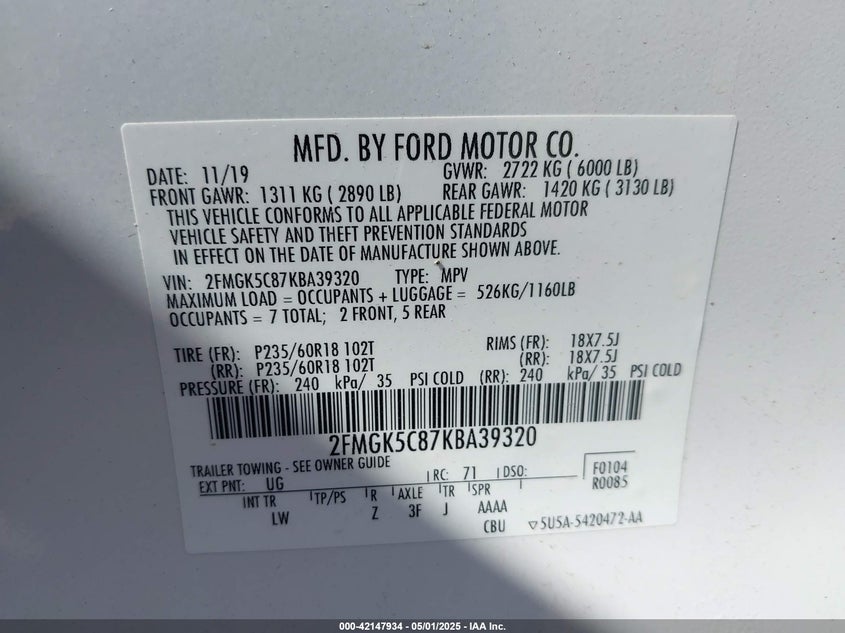 MFD. BY FORD MOTOR CO.
DATE: 11/19 GVWR: 2722 KG ( 6000 LB)
FRONT GAWR: 1311 KG ( 2890 LB) REAR GAWR: 1420 KG ( 3130 LB)
THIS VEHICLE CONFORMS TO ALL APPLICABLE FEDERAL MOTOR
VEHICLE SAFETY AND THEFT PREVENTION STANDARDS
IN EFFECT ON THE DATE OF MANUFACTURE SHOWN ABOVE.
VIN: 2FMGK5C87KBA39320 TYPE: MPV
MAXIMUM LOAD = OCCUPANTS + LUGGAGE = 526KG/1160LB
OCCUPANTS = 7 TOTAL; 2 FRONT, 5 REAR
TIRE (FR): P235/60R18 102T RIMS (FR): 18X7.5J
(RR): P235/60R18 102T (RR): 18X7.5J
PRESSURE (FR): 240 kPa/ 35 PSI COLD (RR): 240 kPa/ 35 PSI COLD
2FMGK5C87KBA39320
TRAILER TOWING - SEE OWNER GUIDE
EXT PNT: UG RC: 71 DSO: F0104
R0085
INT TR TP/PS R AXLE TR SPR
LW Z 3F J AAAA
CBU ▽5U5A-5420472-AA
000-42147934 - 05/01/2025 - IAA Inc.